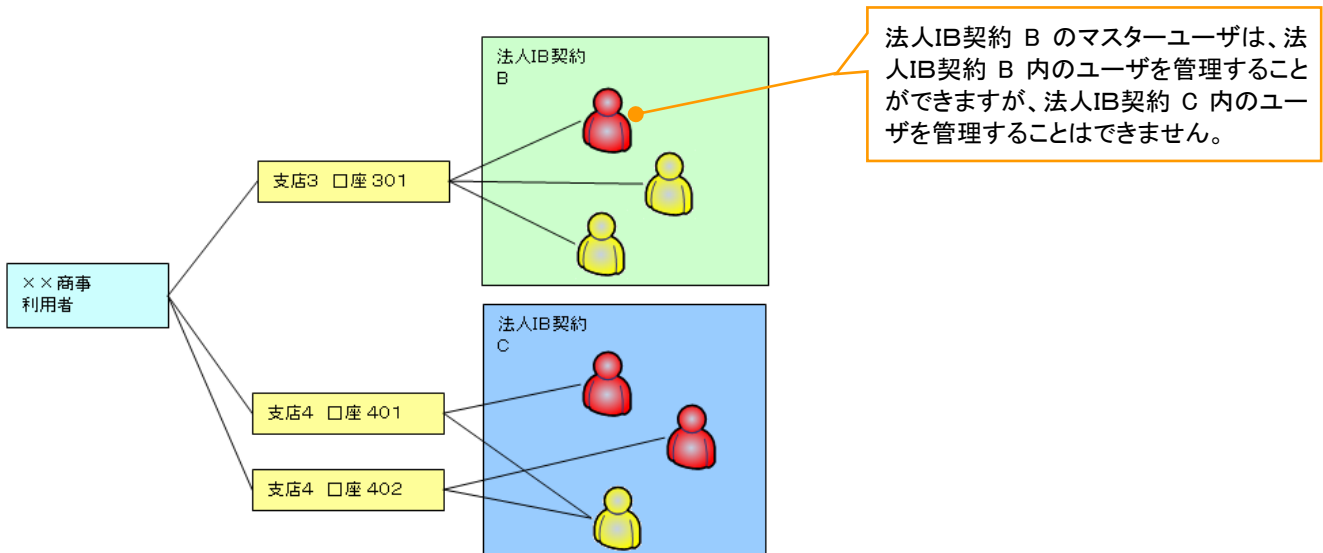 法人IB契約
B
法人IB契約 B のマスターユーザは、法
人IB契約 B 内のユーザを管理すること
ができますが、法人IB契約 C 内のユー
ザを管理することはできません。
支店3 口座 301
××商事
利用者
法人IB契約
C
支店4 口座 401
支店4 口座 402